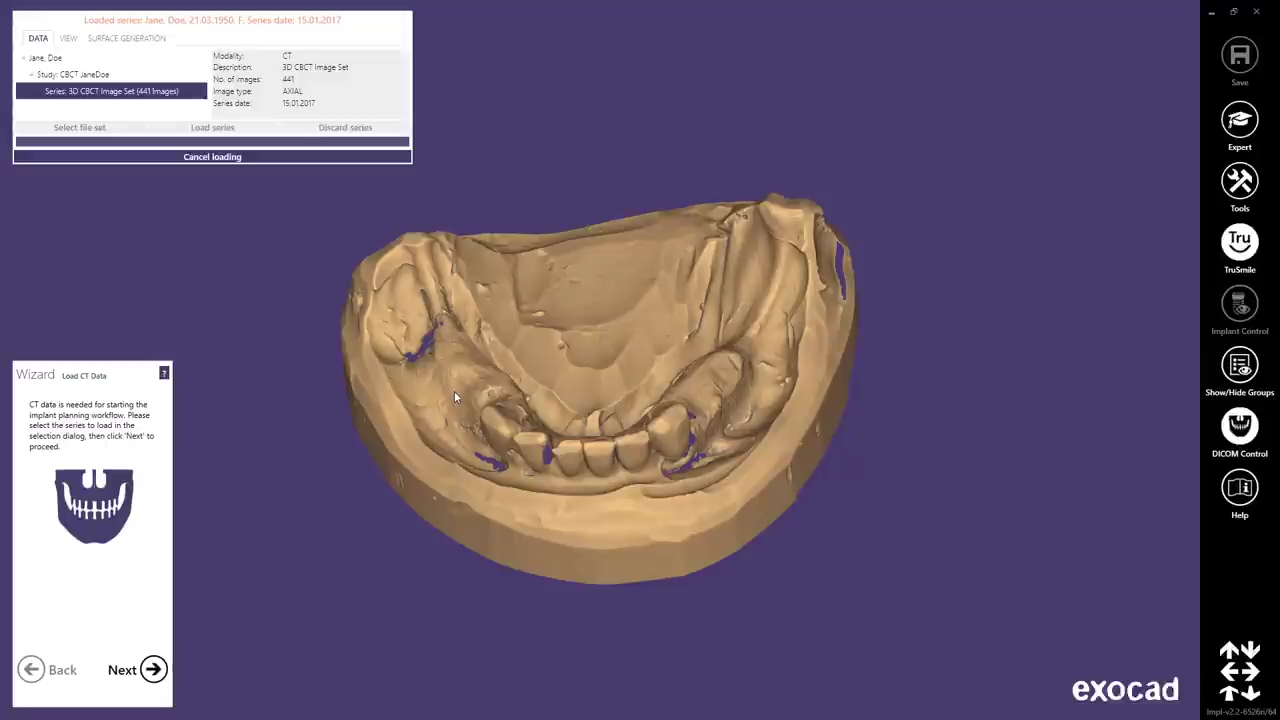 Loaded series: Jane, Doe, 21.03.1950, F, Series date: 15.01.2017
DATA VIEW SURFACE GENERATION
Jane, Doe
Study: CBCT JaneDoe
Series: 3D CBCT Image Set (441 Images)
Modality: CT
Description: 3D CBCT Image Set
No. of images: 441
Image type: AXIAL
Series date: 15.01.2017
Select file set Load series Discard series
Cancel loading
Wizard Load CT Data ?
CT data is needed for starting the
implant planning workflow. Please
select the series to load in the
selection dialog, then click 'Next' to
proceed.
Back Next
Save
Expert
Tools
Tru
TruSmile
Implant Control
Show/Hide Groups
DICOM Control
Help
exocad
Impl-v2.2-6526ri/64